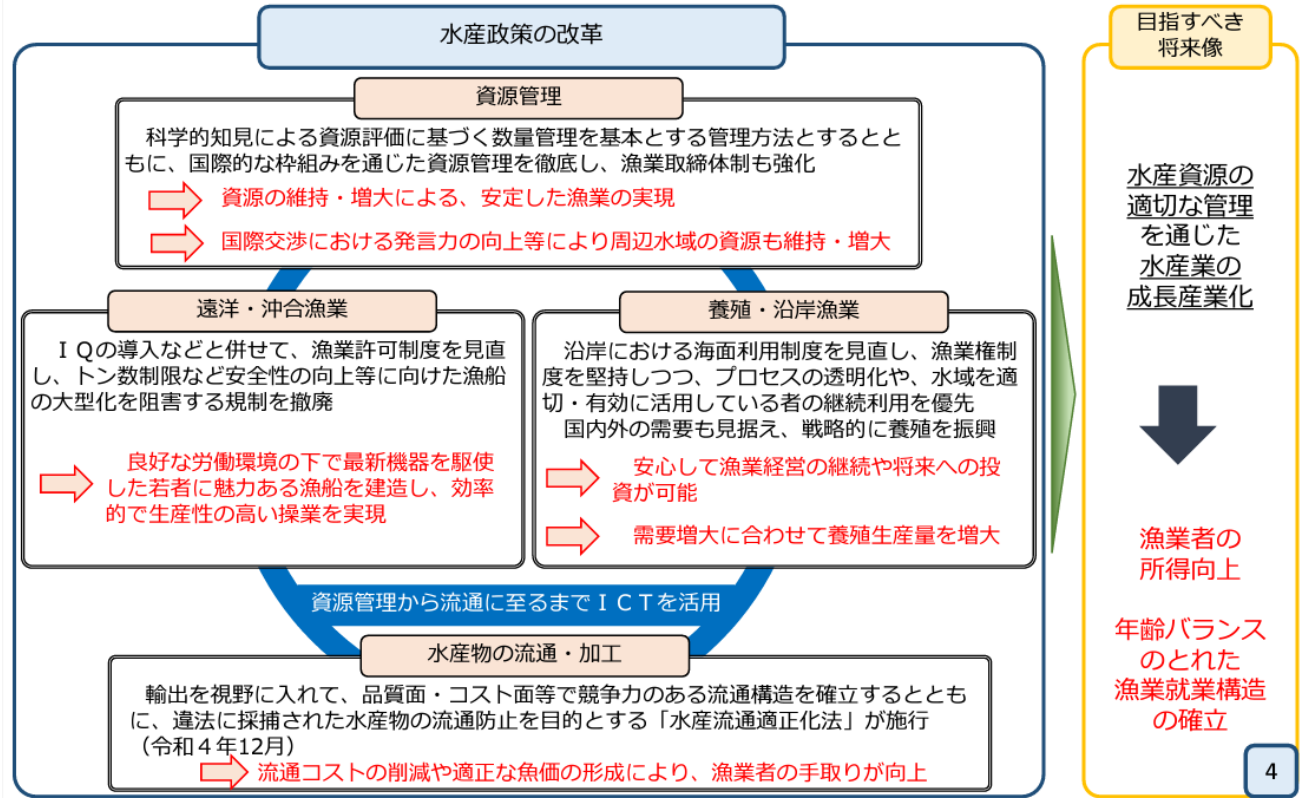 水産政策の改革
資源管理
科学的知見による資源評価に基づく数量管理を基本とする管理方法とするとと
もに、国際的な枠組みを通じた資源管理を徹底し、漁業取締体制も強化
資源の維持・増大による、安定した漁業の実現
国際交渉における発言力の向上等により周辺水域の資源も維持・増大
遠洋・沖合漁業
ＩＱの導入などと併せて、漁業許可制度を見直
し、トン数制限など安全性の向上等に向けた漁船
の大型化を阻害する規制を撤廃
良好な労働環境の下で最新機器を駆使
した若者に魅力ある漁船を建造し、効率
的で生産性の高い操業を実現
養殖・沿岸漁業
沿岸における海面利用制度を見直し、漁業権制
度を堅持しつつ、プロセスの透明化や、水域を適
切・有効に活用している者の継続利用を優先
国内外の需要も見据え、戦略的に養殖を振興
安心して漁業経営の継続や将来への投
資が可能
需要増大に合わせて養殖生産量を増大
資源管理から流通に至るまでＩＣＴを活用
水産物の流通・加工
輸出を視野に入れて、品質面・コスト面等で競争力のある流通構造を確立するととも
に、違法に採捕された水産物の流通防止を目的とする「水産流通適正化法」が施行
（令和４年12月）
流通コストの削減や適正な魚価の形成により、漁業者の手取りが向上
目指すべき
将来像
水産資源の
適切な管理
を通じた
水産業の
成長産業化
漁業者の
所得向上
年齢バランス
のとれた
漁業就業構造
の確立
4